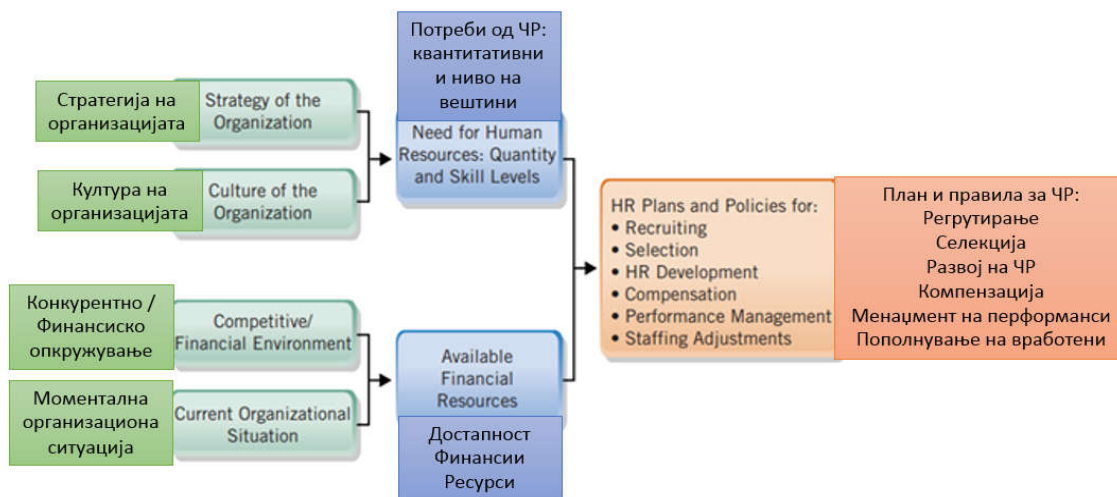 Потреби од ЧР:
квантитативни
и ниво на
вештини
Стратегија на
организацијата
Strategy of the
Organization
Need for Human
Resources: Quantity
and Skill Levels
Култура на
организацијата
Culture of the
Organization
Конкурентно /
Финансиско
опкружување
Competitive/
Financial Environment
Моментална
организациона
ситуација
Current Organizational
Situation
Available
Financial
Resources
Достапност
Финансии
Ресурси
HR Plans and Policies for:
• Recruiting
• Selection
• HR Development
• Compensation
• Performance Management
• Staffing Adjustments
План и правила за ЧР:
Регрутирање
Селекција
Развој на ЧР
Компензација
Менаџмент на перформанси
Пополнување на вработени